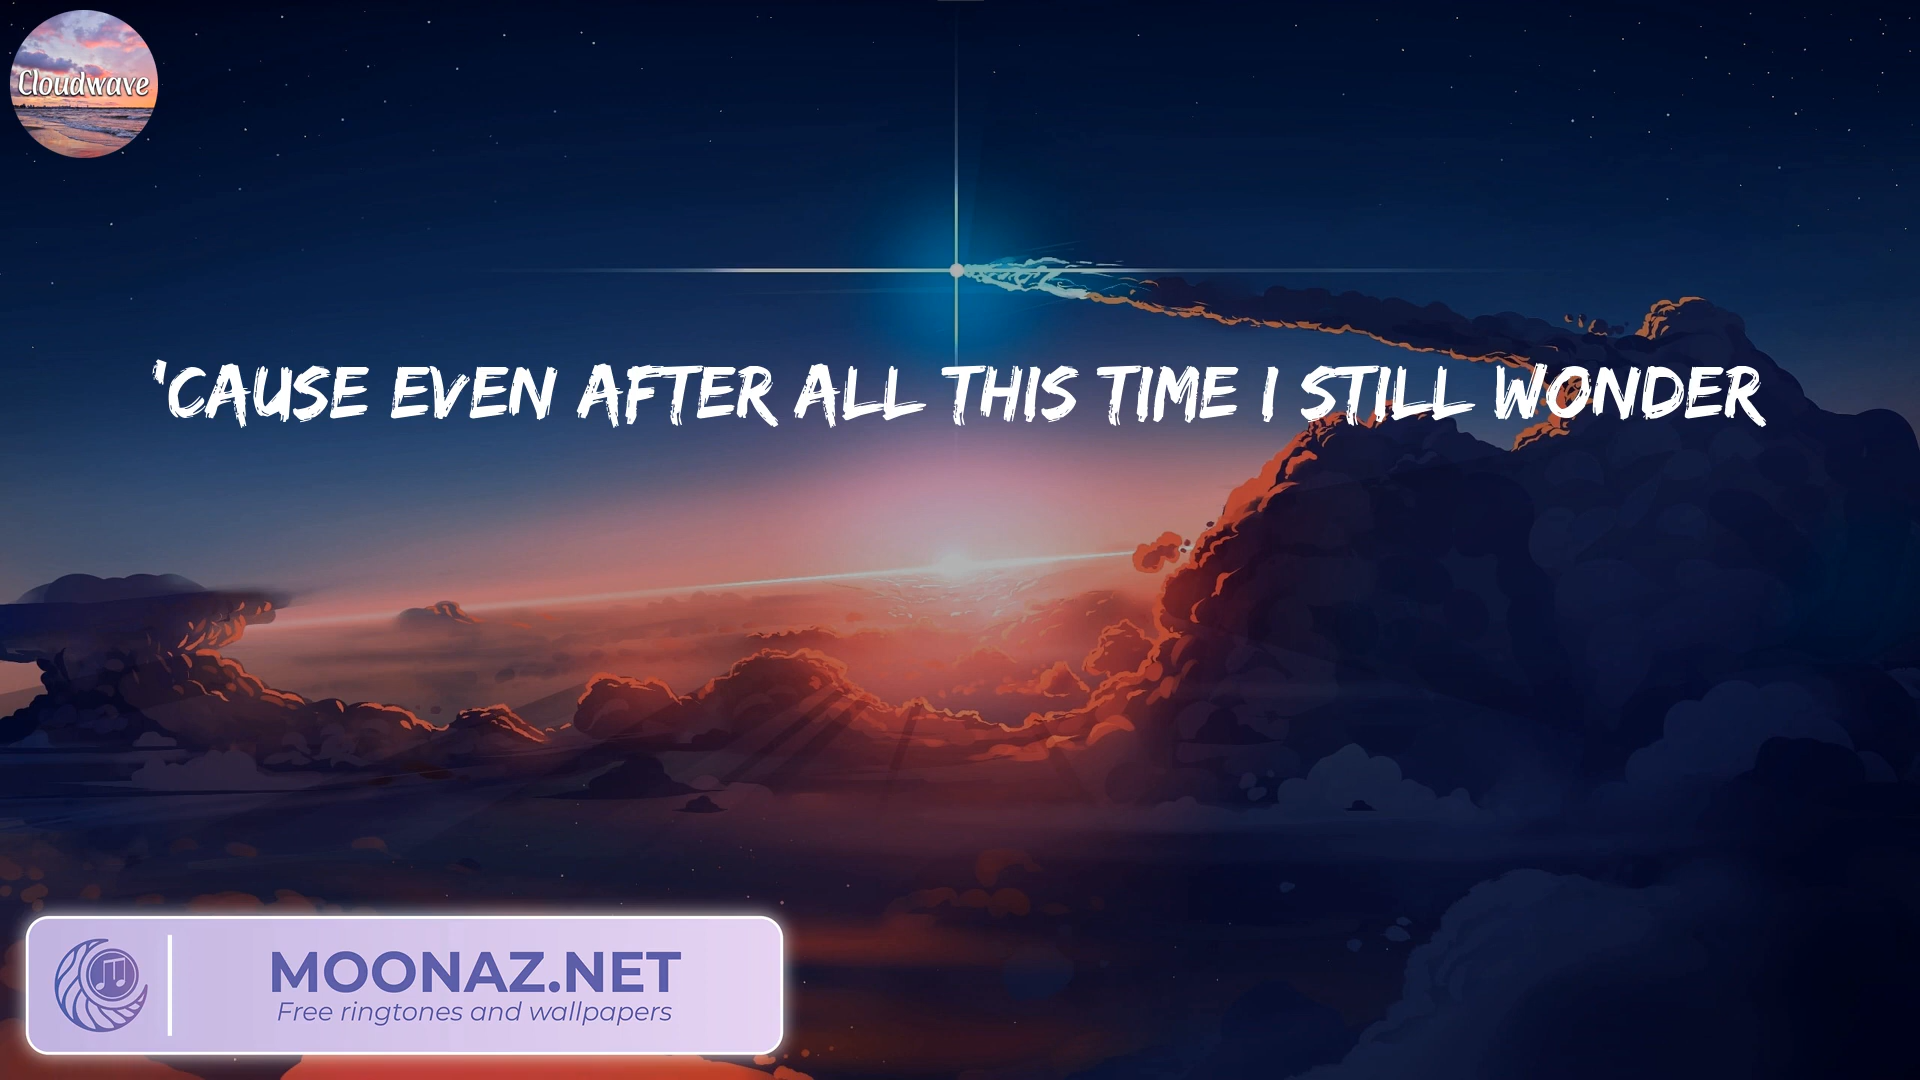 Cloudwave
'CAUSE EVEN AFTER ALL THIS TIME I STILL WONDER
MOONAZ.NET
Free ringtones and wallpapers